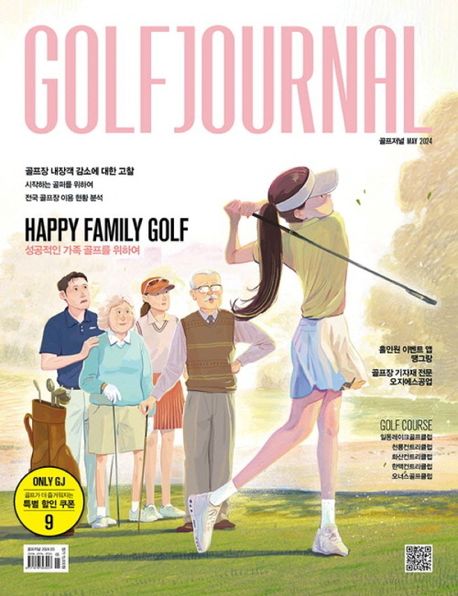 GOLFJOURNAL
골프저널 MAY 2024
골프장 내장객 감소에 대한 고찰
시작하는 골퍼를 위하여
전국 골프장 이용 현황 분석
HAPPY FAMILY GOLF
성공적인 가족 골프를 위하여
홀인원 이벤트 앱
땡그랑
골프장 기자재 전문
오지에스공업
GOLF COURSE
일동레이크골프클럽
천룡컨트리클럽
화산컨트리클럽
한맥컨트리클럽
오너스골프클럽
ONLY GJ
골프가 더 즐거워지는
특별 할인 쿠폰
9